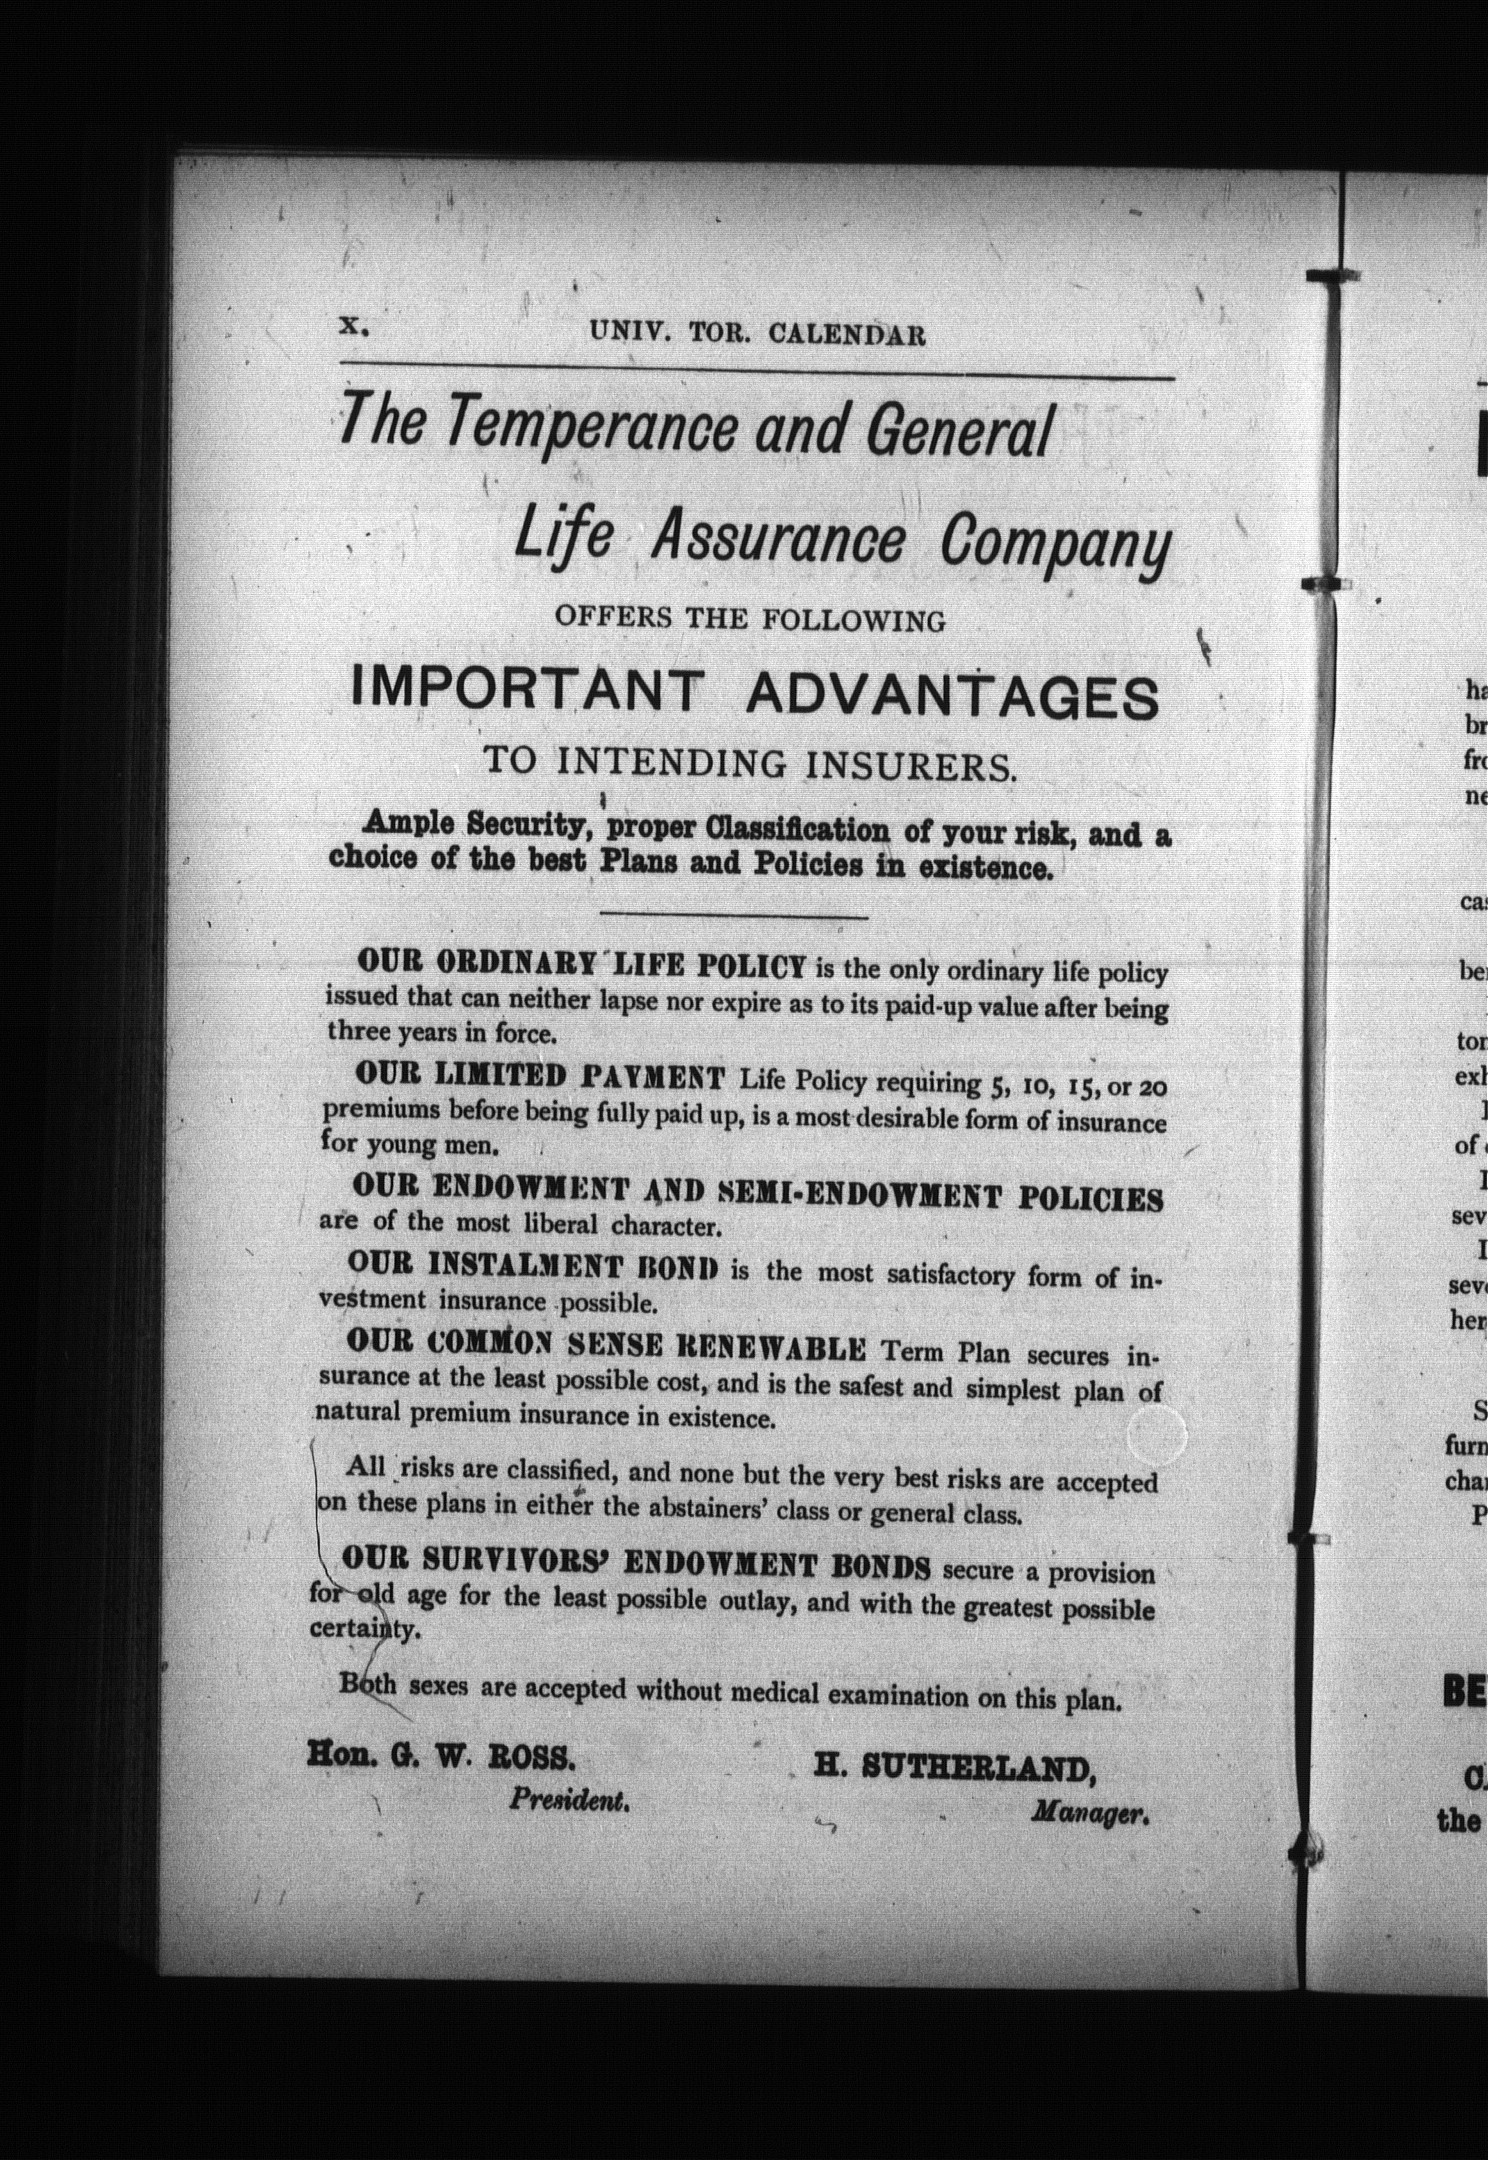 x. UNIV. TOR. CALENDAR
The Temperance and General
Life Assurance Company
OFFERS THE FOLLOWING
IMPORTANT ADVANTAGES
TO INTENDING INSURERS.
Ample Security, proper Classification of your risk, and a
choice of the best Plans and Policies in existence.
OUR ORDINARY LIFE POLICY is the only ordinary life policy
issued that can neither lapse nor expire as to its paid-up value after being
three years in force.
OUR LIMITED PAYMENT Life Policy requiring 5, 10, 15, or 20
premiums before being fully paid up, is a most desirable form of insurance
for young men.
OUR ENDOWMENT AND SEMI-ENDOWMENT POLICIES
are of the most liberal character.
OUR INSTALMENT BOND is the most satisfactory form of in-
vestment insurance possible.
OUR COMMON SENSE RENEWABLE Term Plan secures in-
surance at the least possible cost, and is the safest and simplest plan of
natural premium insurance in existence.
All risks are classified, and none but the very best risks are accepted
on these plans in either the abstainers' class or general class.
OUR SURVIVORS' ENDOWMENT BONDS secure a provision
for old age for the least possible outlay, and with the greatest possible
certainty.
Both sexes are accepted without medical examination on this plan.
Hon. G. W. ROSS. H. SUTHERLAND,
President. Manager.
of
the